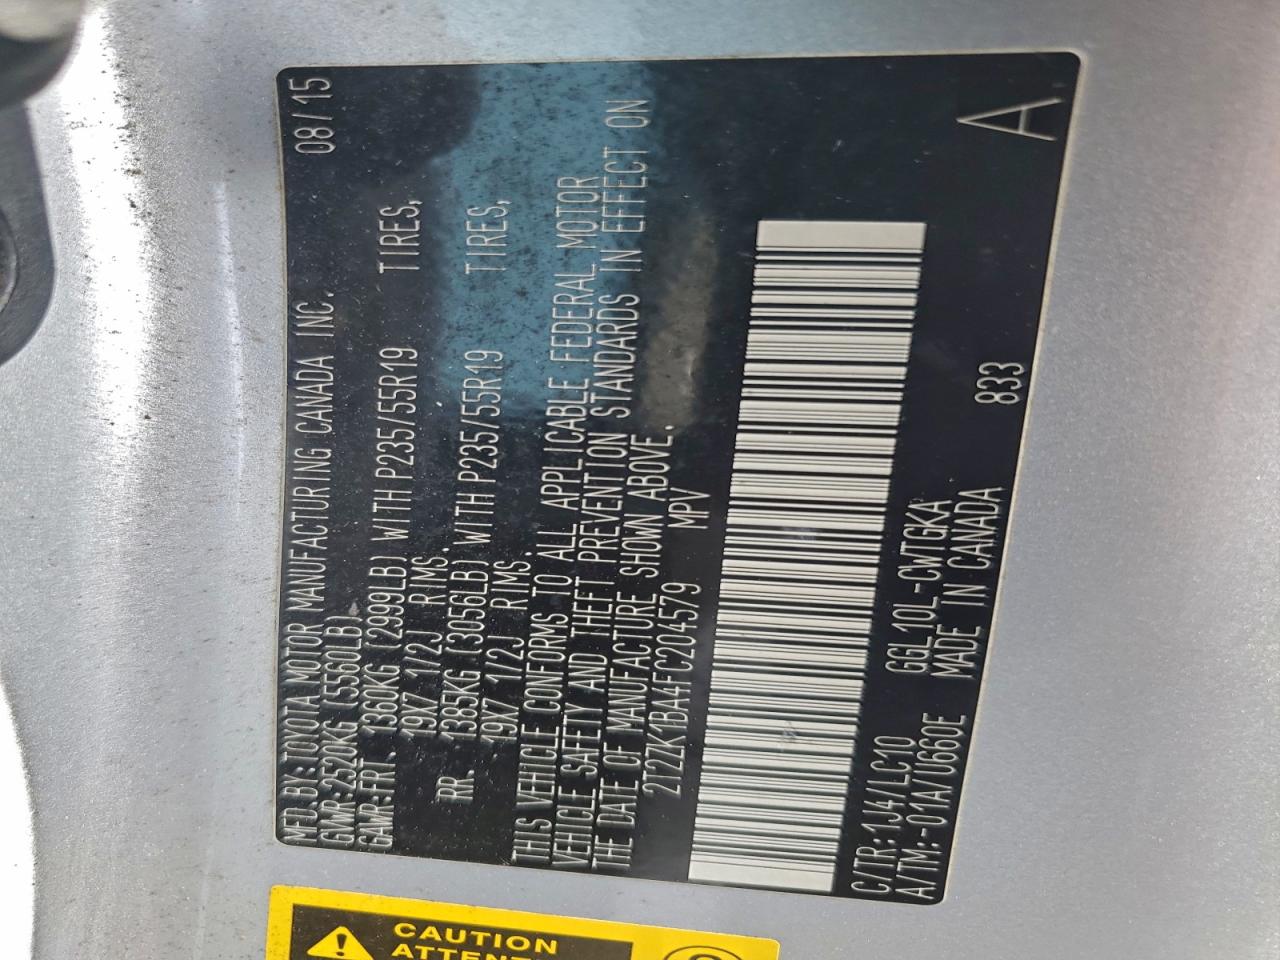 MFD. BY: TOYOTA MOTOR MANUFACTURING CANADA INC. 08/15
GVWR: 2520KG (5560LB)
GAWR: FR. 1360KG (2999LB) WITH P235/55R19 TIRES,
19X7 1/2J RIMS.
RR. 1385KG (3056LB) WITH P235/55R19 TIRES,
19X7 1/2J RIMS.
THIS VEHICLE CONFORMS TO ALL APPLICABLE FEDERAL MOTOR
VEHICLE SAFETY AND THEFT PREVENTION STANDARDS IN EFFECT ON
THE DATE OF MANUFACTURE SHOWN ABOVE.
2T2ZK1BA4FC204579 MPV
C/TR: 1J4/LC10 GGL10L-CWTGKA 833
A/TM: -01A/U660E MADE IN CANADA
A
CAUTION